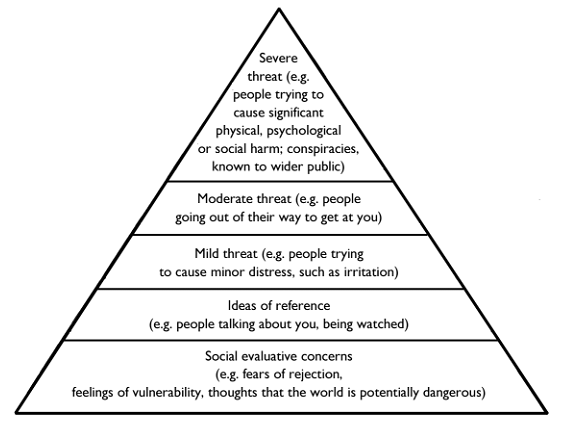 Severe
threat (e.g.
people trying to
cause significant
physical, psychological
or social harm; conspiracies,
known to wider public)
Moderate threat (e.g. people
going out of their way to get at you)
Mild threat (e.g. people trying
to cause minor distress, such as irritation)
Ideas of reference
(e.g. people talking about you, being watched)
Social evaluative concerns
(e.g. fears of rejection,
feelings of vulnerability, thoughts that the world is potentially dangerous)